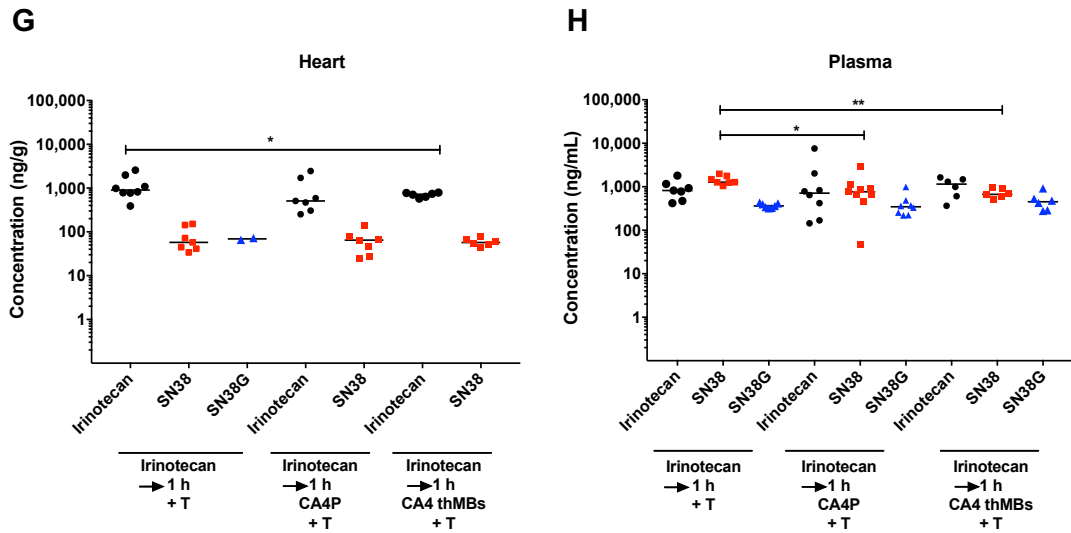 G
Heart
Concentration (ng/g)
100,000
10,000
1,000
100
10
1
*
Irinotecan
SN38
SN38G
Irinotecan
SN38
Irinotecan
SN38
Irinotecan
1 h
+ T
Irinotecan
1 h
CA4P
+ T
Irinotecan
1 h
CA4 thMBs
+ T
H
Plasma
Concentration (ng/mL)
100,000
10,000
1,000
100
10
1
**
*
Irinotecan
SN38
SN38G
Irinotecan
SN38
SN38G
Irinotecan
SN38
SN38G
Irinotecan
1 h
+ T
Irinotecan
1 h
CA4P
+ T
Irinotecan
1 h
CA4 thMBs
+ T